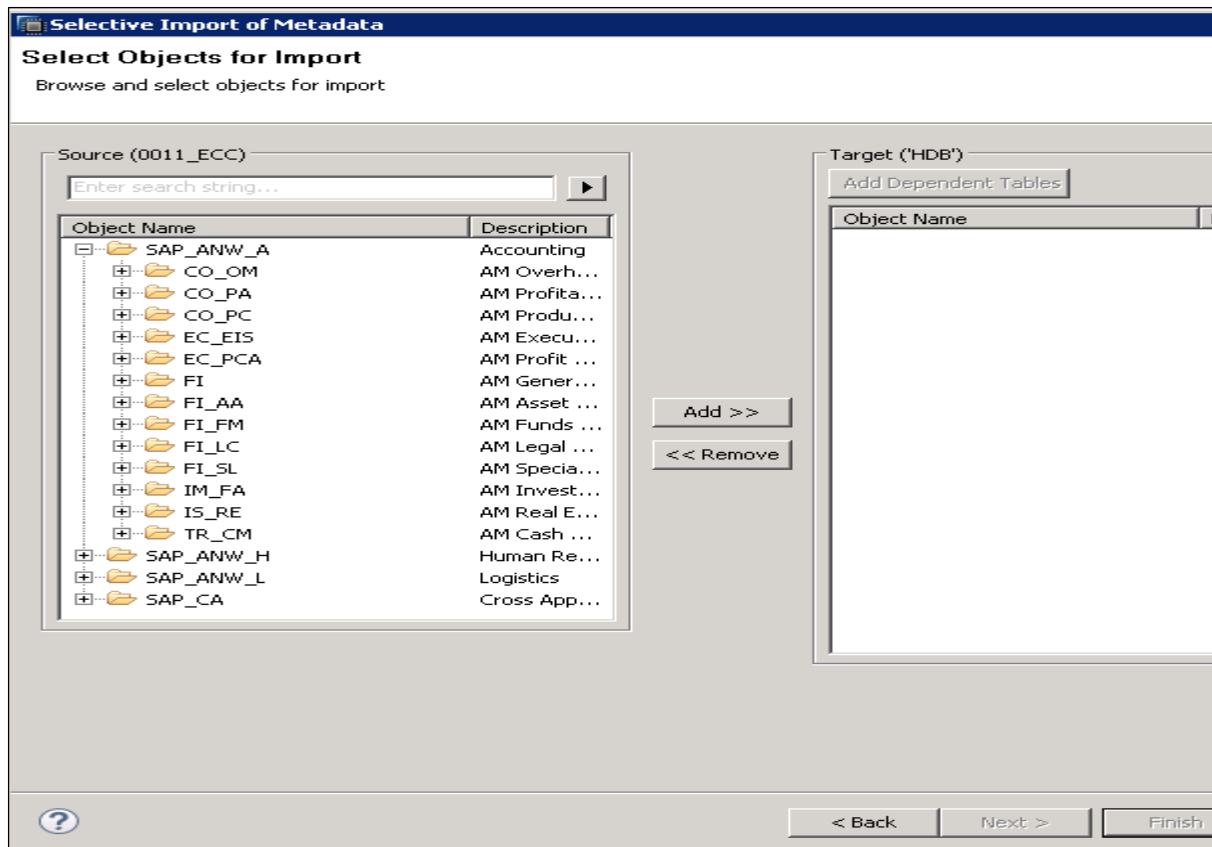 Selective Import of Metadata
Select Objects for Import
Browse and select objects for import
Source (0011_ECC)
Enter search string...
Object Name Description
SAP_ANW_A Accounting
CO_OM AM Overh...
CO_PA AM Profita...
CO_PC AM Produ...
EC_EIS AM Execu...
EC_PCA AM Profit ...
FI AM Gener...
FI_AA AM Asset ...
FI_FM AM Funds ...
FI_LC AM Legal ...
FI_SL AM Specia...
IM_FA AM Invest...
IS_RE AM Real E...
TR_CM AM Cash ...
SAP_ANW_H Human Re...
SAP_ANW_L Logistics
SAP_CA Cross App...
Add >>
<< Remove
Target ('HDB')
Add Dependent Tables
Object Name
?
< Back Next > Finish